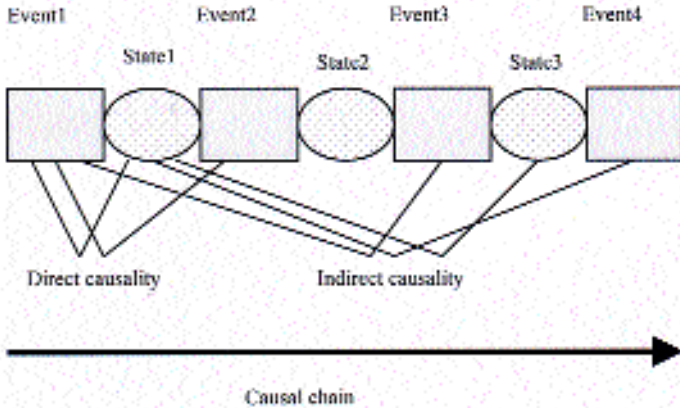 Event1 Event2 Event3 Event4
State1 State2 State3
Direct causality Indirect causality
Causal chain